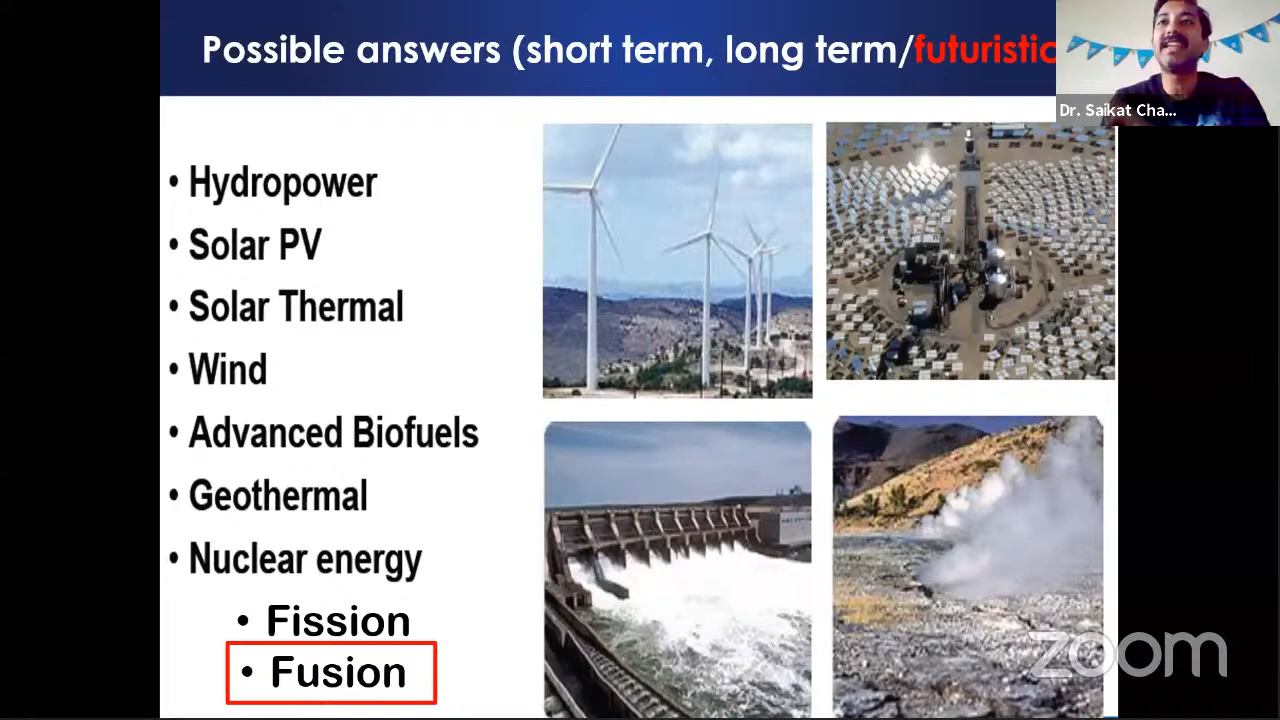 Possible answers (short term, long term/futuristic
Dr. Saikat Cha...
• Hydropower
• Solar PV
• Solar Thermal
• Wind
• Advanced Biofuels
• Geothermal
• Nuclear energy
• Fission
• Fusion
zoom